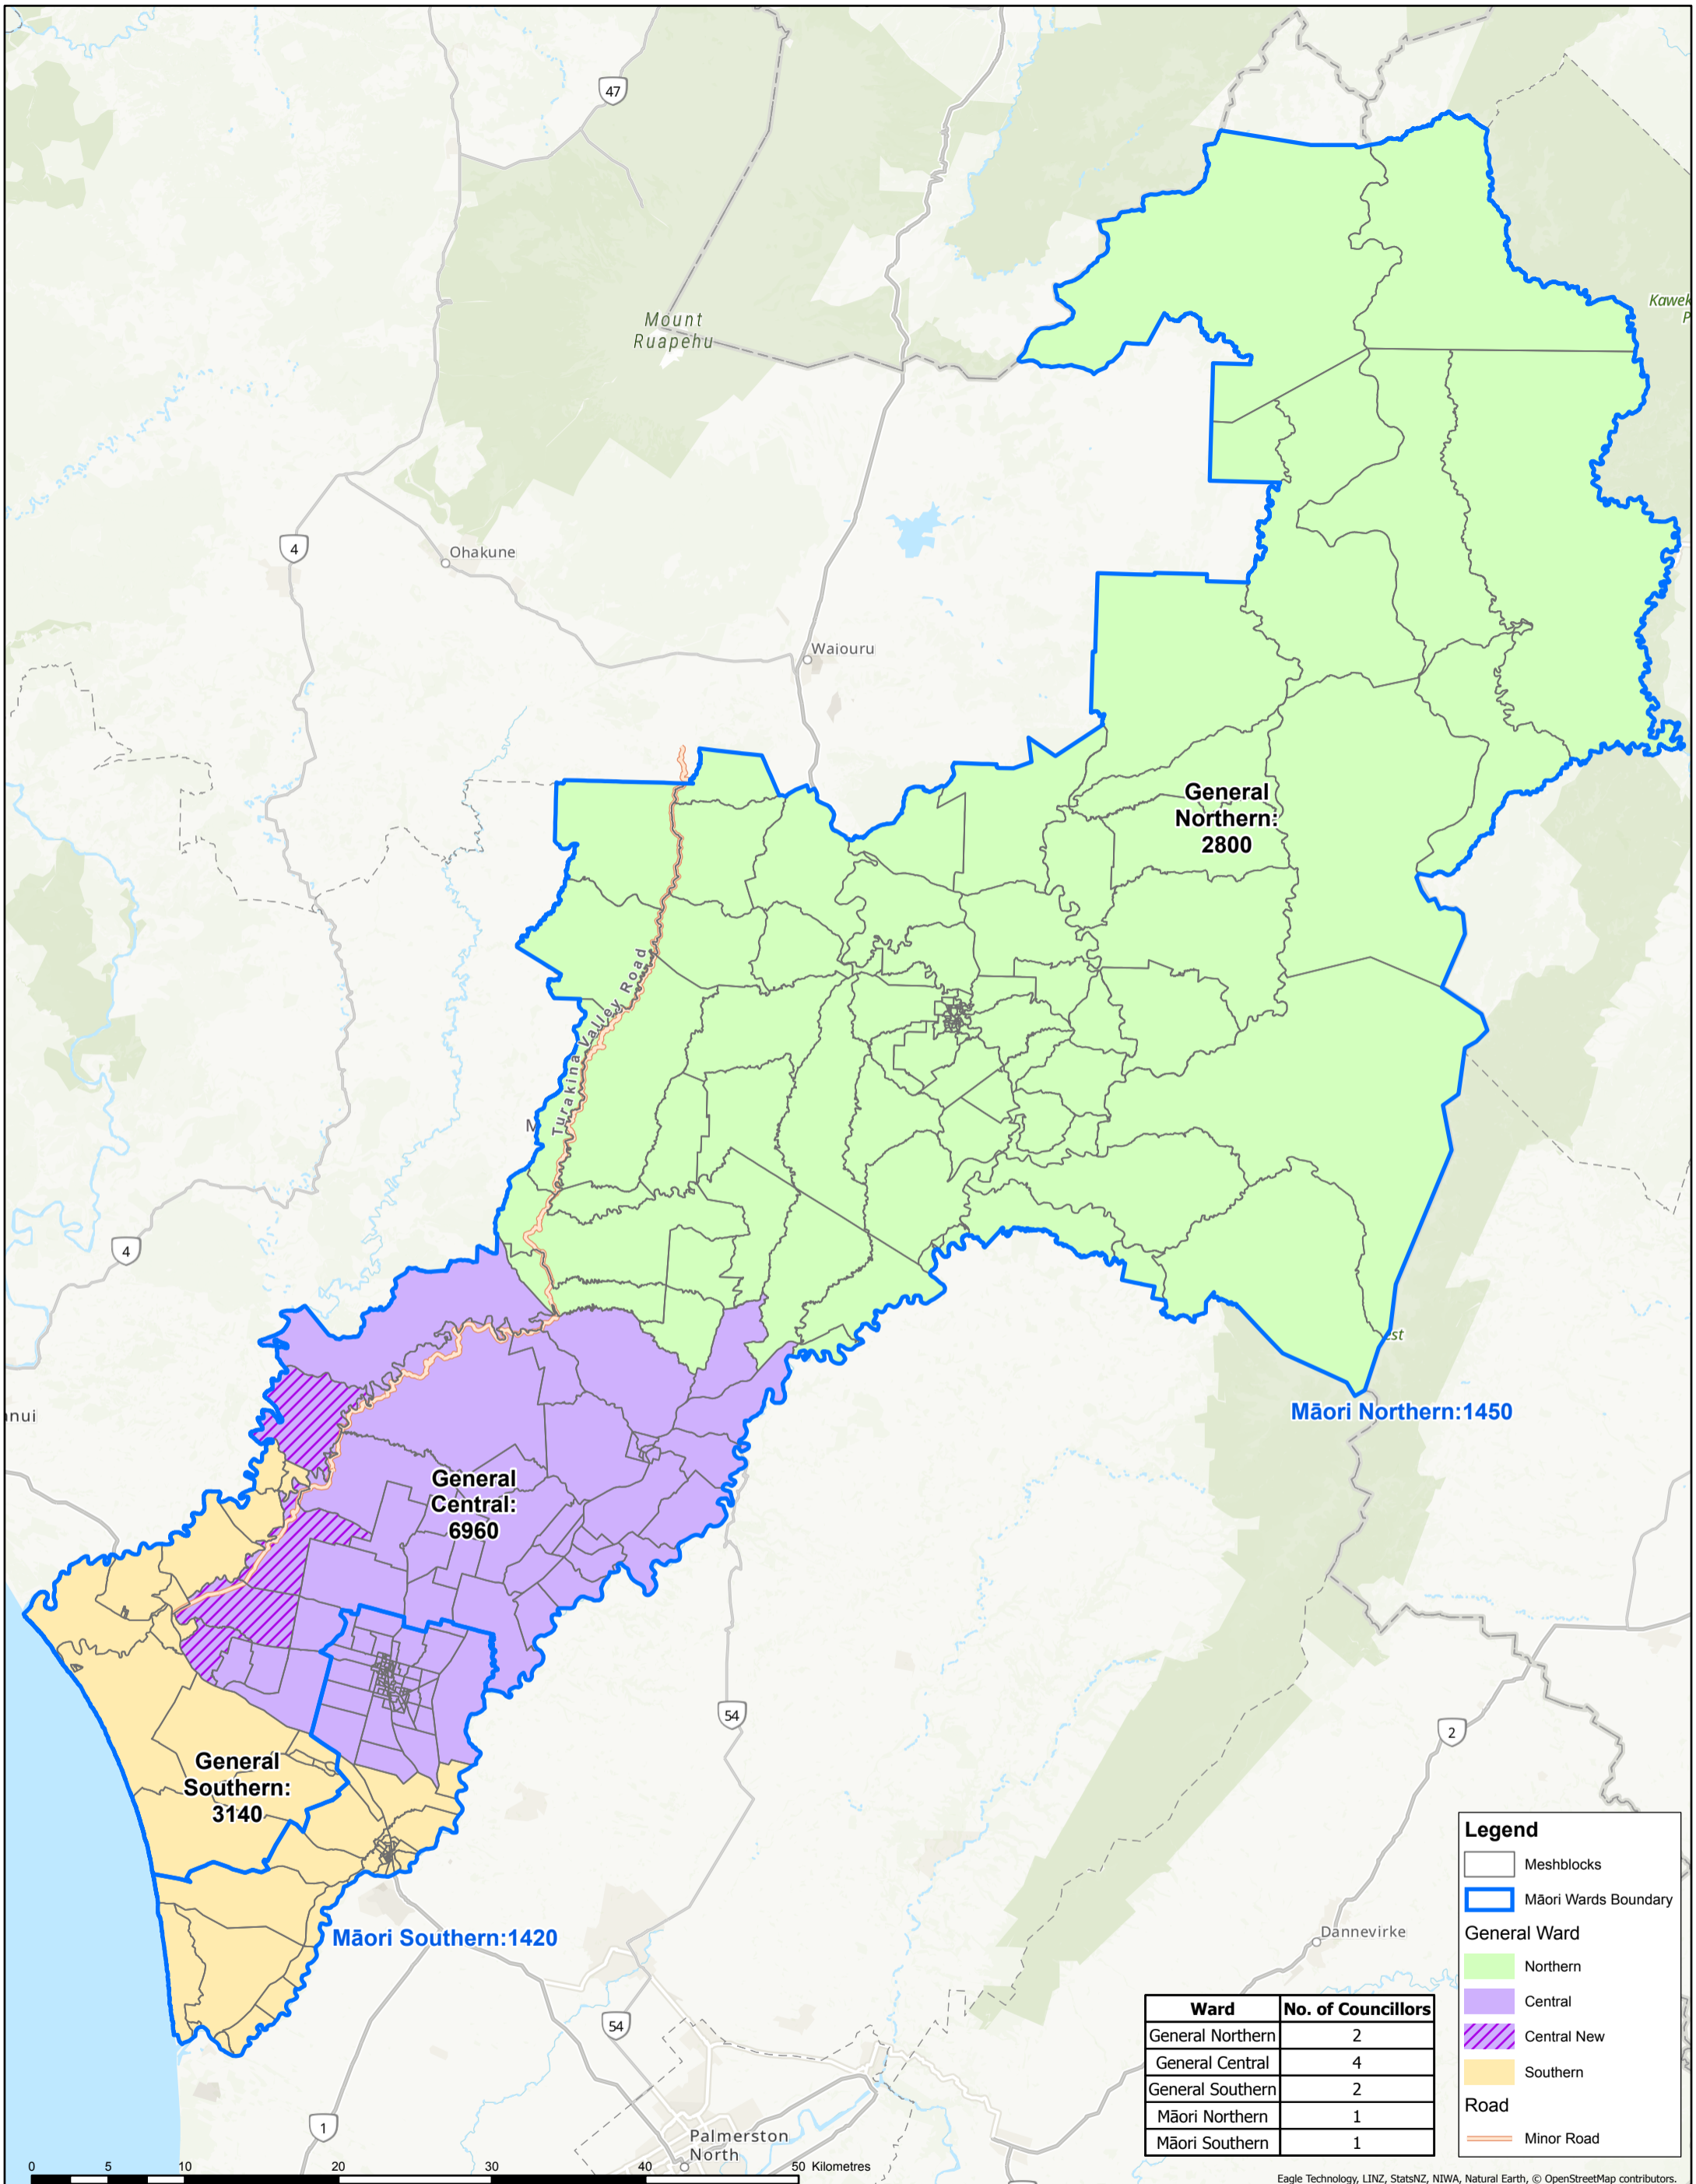 47
Kawek
P
Mount
Ruapehu
4
Ohakune
Waiouru
General
Northern:
2800
Turakina Valley Road
M
4
est
Māori Northern:1450
anui
General
Central:
6960
54
2
General
Southern:
3140
Māori Southern:1420
Dannevirke
54
1
Palmerston
North
Legend
Meshblocks
Māori Wards Boundary
General Ward
Northern
Central
Central New
Southern
Road
Minor Road
Ward No. of Councillors
General Northern 2
General Central 4
General Southern 2
Māori Northern 1
Māori Southern 1
0 5 10 20 30 40 50 Kilometres
Eagle Technology, LINZ, StatsNZ, NIWA, Natural Earth, © OpenStreetMap contributors.